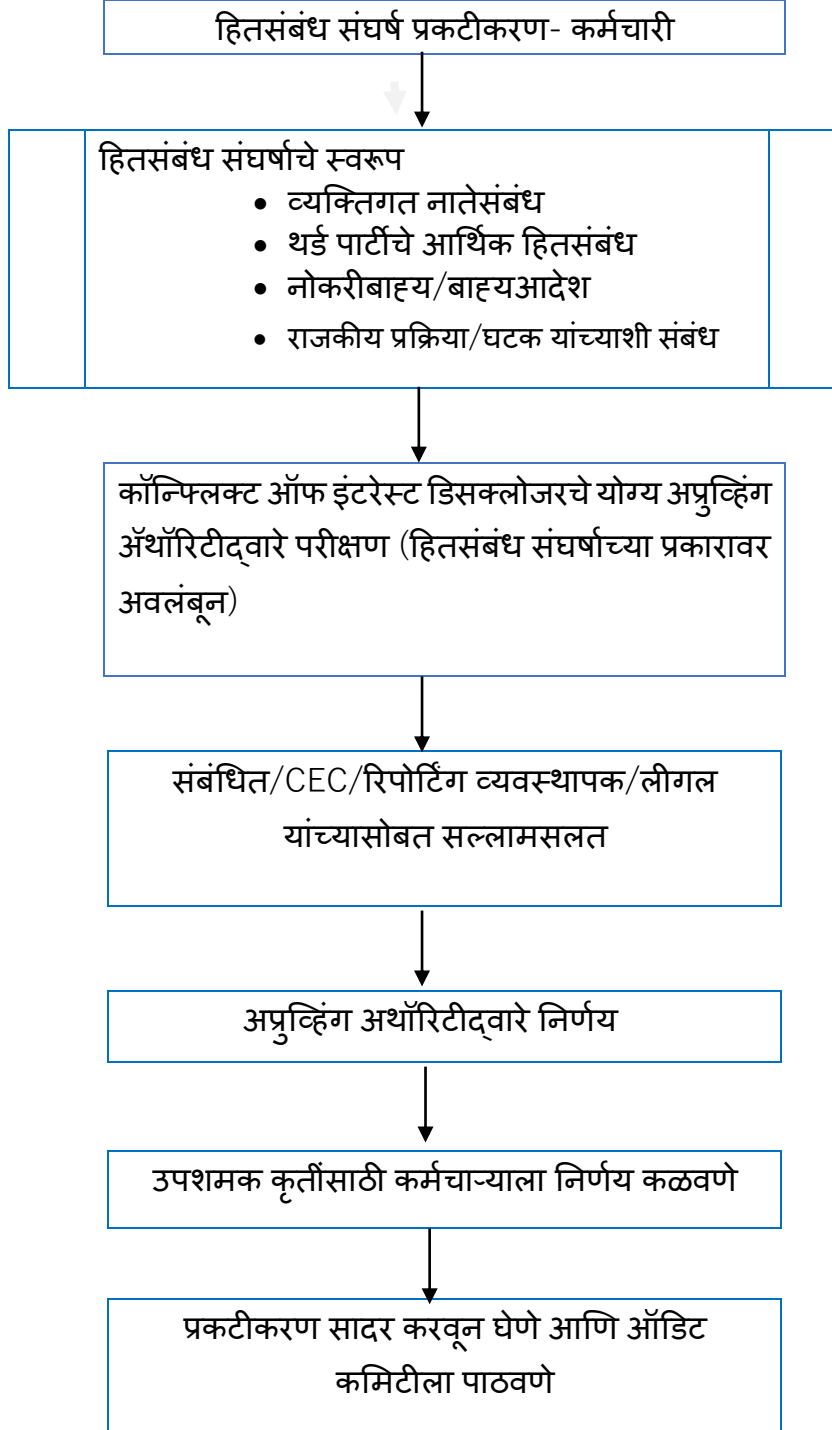 हितसंबंध संघर्ष प्रकटीकरण- कर्मचारी
हितसंबंध संघर्षाचे स्वरूप
• व्यक्तिगत नातेसंबंध
• थर्ड पार्टीचे आर्थिक हितसंबंध
• नोकरीबाह्य/बाह्यआदेश
• राजकीय प्रक्रिया/घटक यांच्याशी संबंध
कॉन्फ्लिक्ट ऑफ इंटरेस्ट डिसक्लोजरचे योग्य अप्रुव्हिंग
ॲथॉरिटीद्वारे परीक्षण (हितसंबंध संघर्षाच्या प्रकारावर
अवलंबून)
संबंधित/CEC/रिपोर्टिंग व्यवस्थापक/लीगल
यांच्यासोबत सल्लामसलत
अप्रुव्हिंग अथॉरिटीद्वारे निर्णय
उपशमक कृतींसाठी कर्मचाऱ्याला निर्णय कळवणे
प्रकटीकरण सादर करवून घेणे आणि ऑडिट
कमिटीला पाठवणे